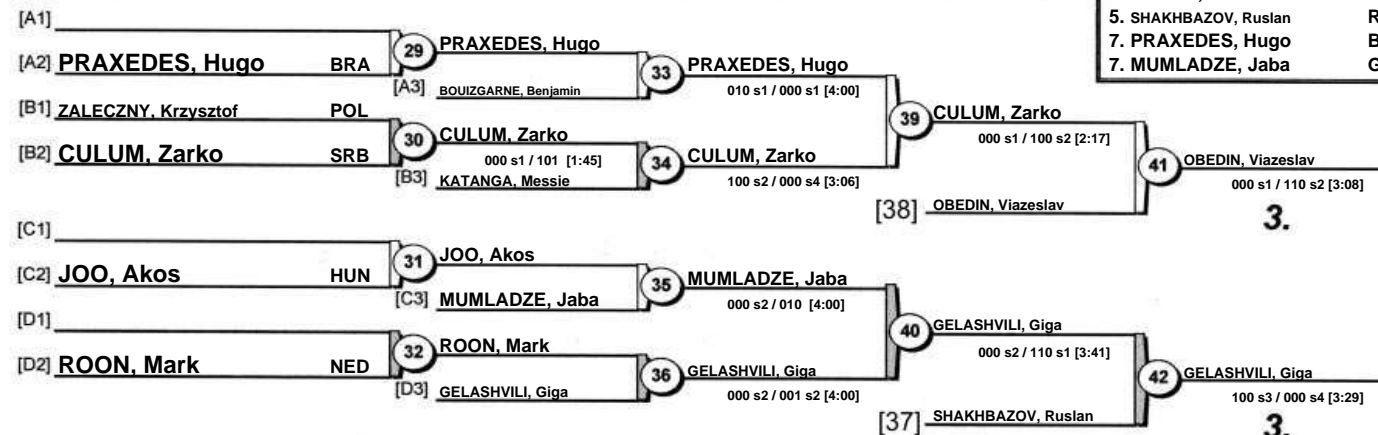 5. SHAKHBAZOV, Ruslan R
7. PRAXEDES, Hugo B
7. MUMLADZE, Jaba G
[A1]
[A2] PRAXEDES, Hugo BRA
29 PRAXEDES, Hugo
[A3] BOUIZGARNE, Benjamin
33 PRAXEDES, Hugo
010 s1 / 000 s1 [4:00]
[B1] ZALECZNY, Krzysztof POL
[B2] CULUM, Zarko SRB
30 CULUM, Zarko
000 s1 / 101 [1:45]
[B3] KATANGA, Messie
34 CULUM, Zarko
100 s2 / 000 s4 [3:06]
39 CULUM, Zarko
000 s1 / 100 s2 [2:17]
[38] OBEDIN, Viazeslav
41 OBEDIN, Viazeslav
000 s1 / 110 s2 [3:08]
3.
[C1]
[C2] JOO, Akos HUN
31 JOO, Akos
[C3] MUMLADZE, Jaba
35 MUMLADZE, Jaba
000 s2 / 010 [4:00]
[D1]
[D2] ROON, Mark NED
32 ROON, Mark
[D3] GELASHVILI, Giga
36 GELASHVILI, Giga
000 s2 / 001 s2 [4:00]
40 GELASHVILI, Giga
000 s2 / 110 s1 [3:41]
[37] SHAKHBAZOV, Ruslan
42 GELASHVILI, Giga
100 s3 / 000 s4 [3:29]
3.